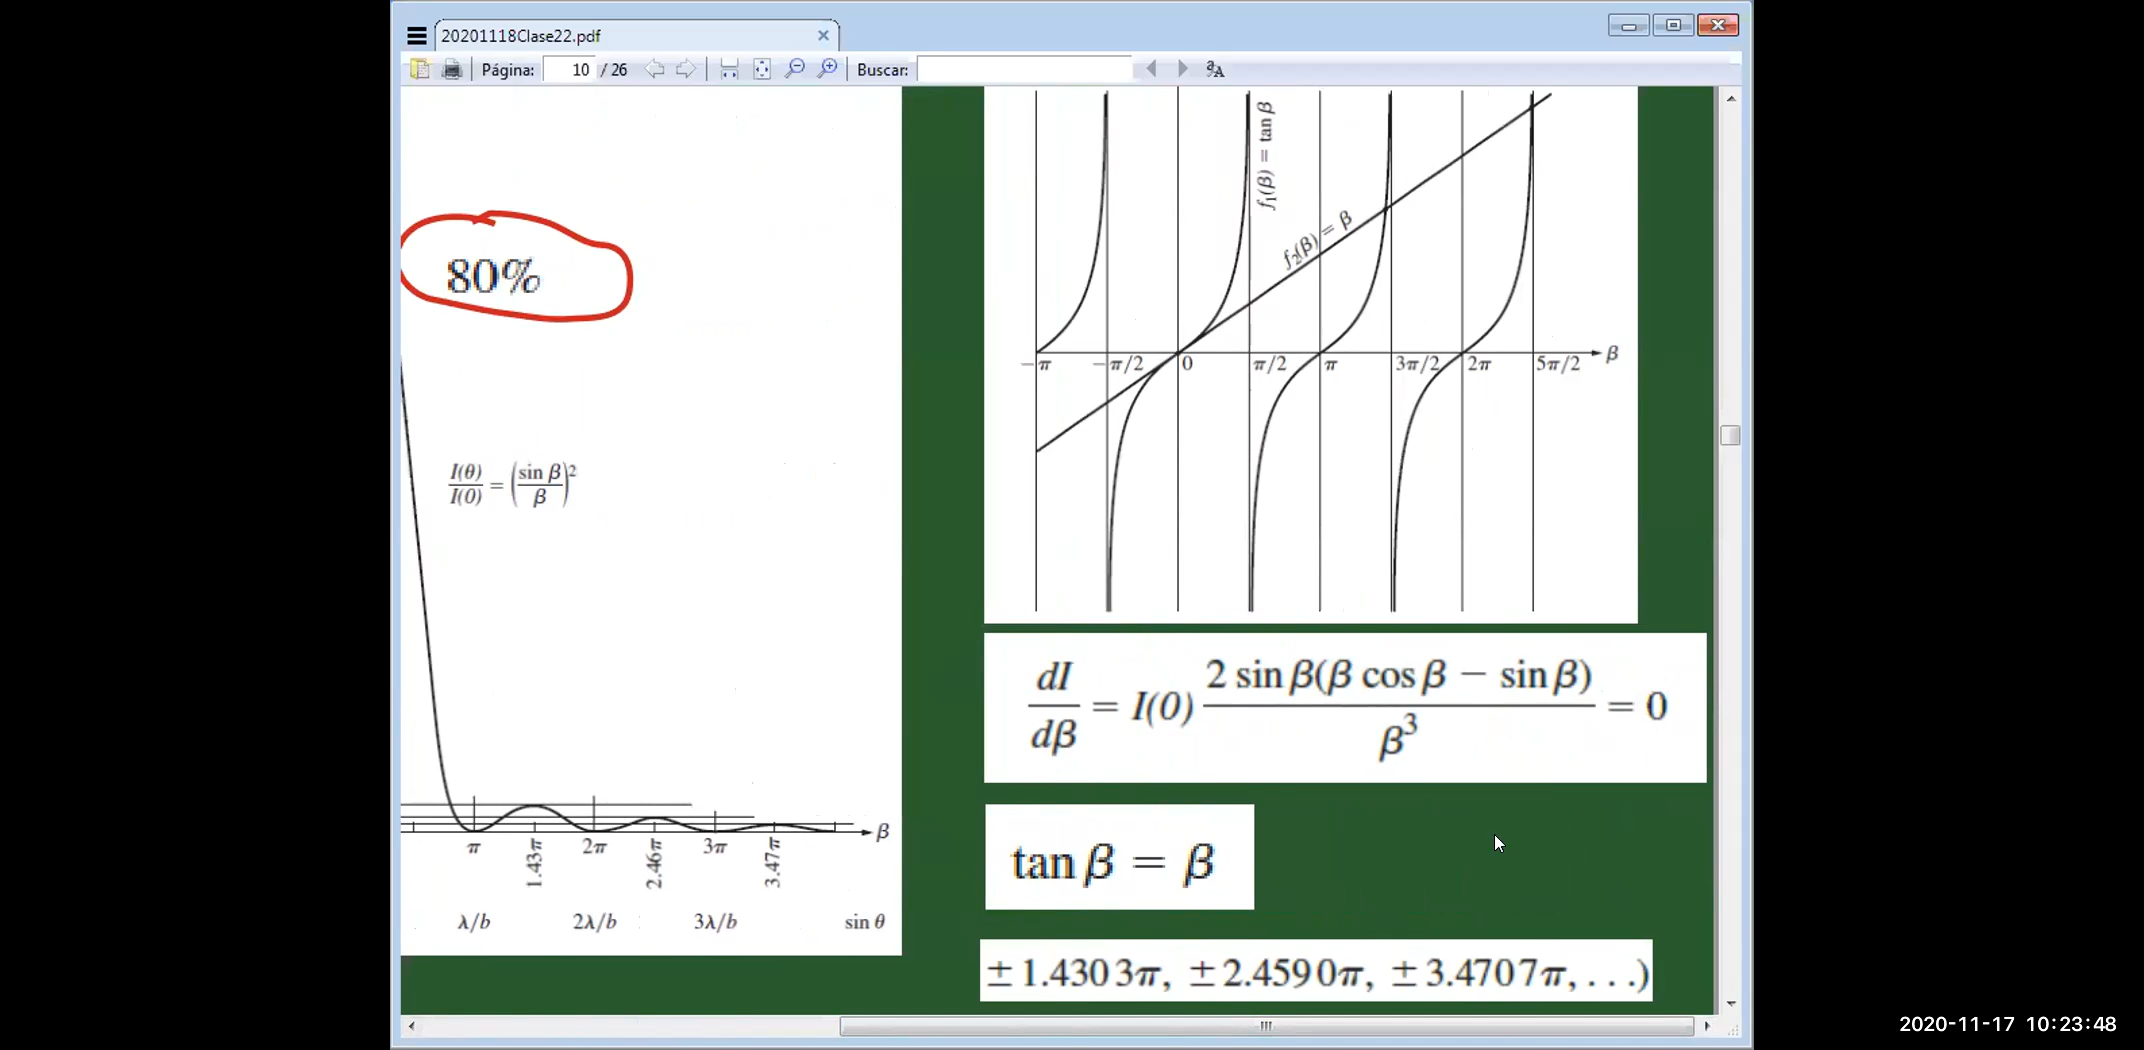 20201118Clase22.pdf
Página: 10 / 26 Buscar:
80%
I(θ)/I(0) = (sin β/β)²
β
π 1.43π 2π 2.46π 3π 3.47π
λ/b 2λ/b 3λ/b sin θ
f₁(β) = tan β
f₂(β) = β
−π −π/2 0 π/2 π 3π/2 2π 5π/2 β
dI/dβ = I(0) 2 sin β(β cos β − sin β)/β³ = 0
tan β = β
±1.4303π, ±2.4590π, ±3.4707π, . . .)
2020-11-17 10:23:48